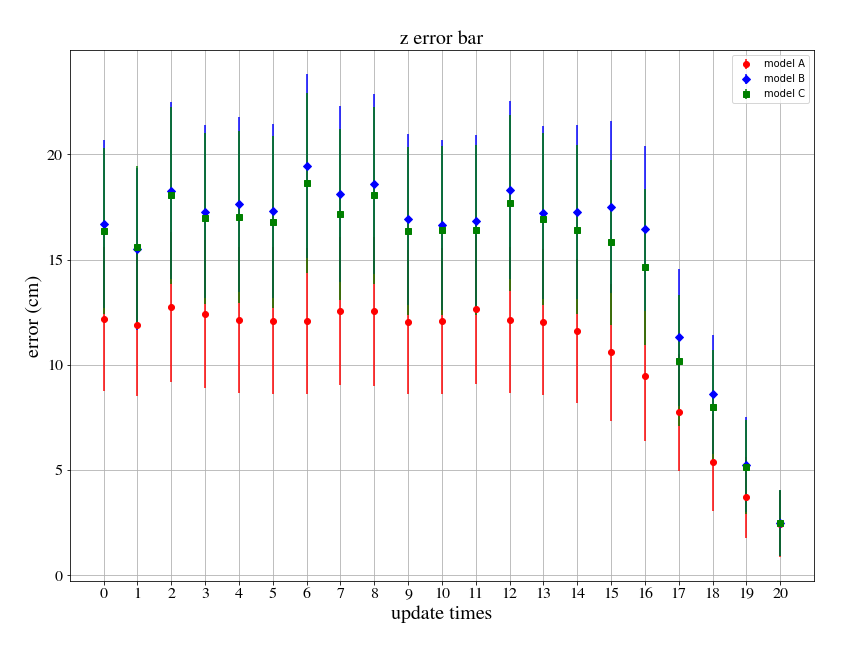 z error bar
model A
model B
model C
error (cm)
20
15
10
5
0
0 1 2 3 4 5 6 7 8 9 10 11 12 13 14 15 16 17 18 19 20
update times